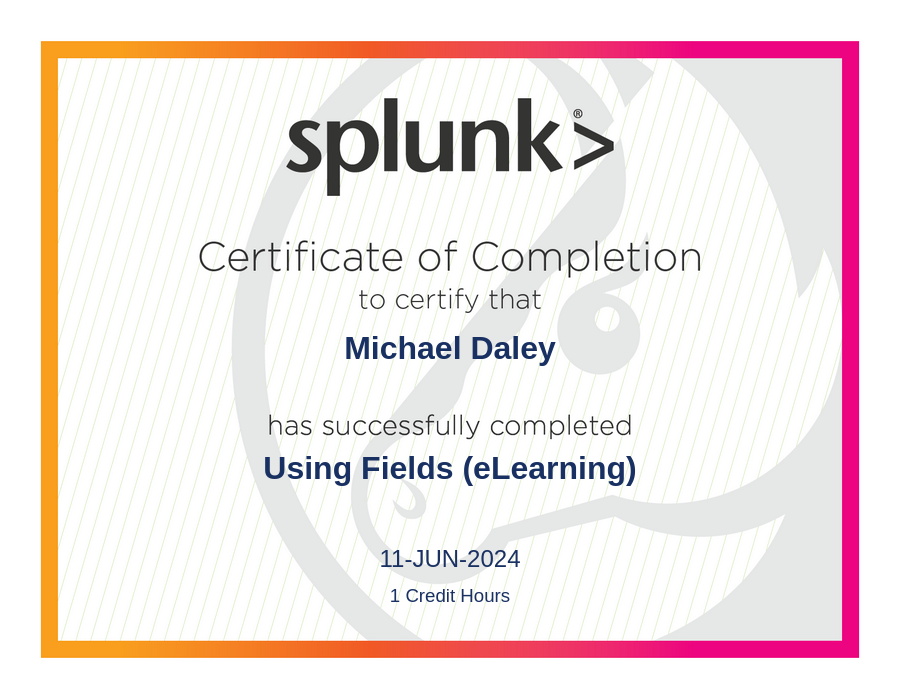 splunk>®
Certificate of Completion
to certify that
Michael Daley
has successfully completed
Using Fields (eLearning)
11-JUN-2024
1 Credit Hours